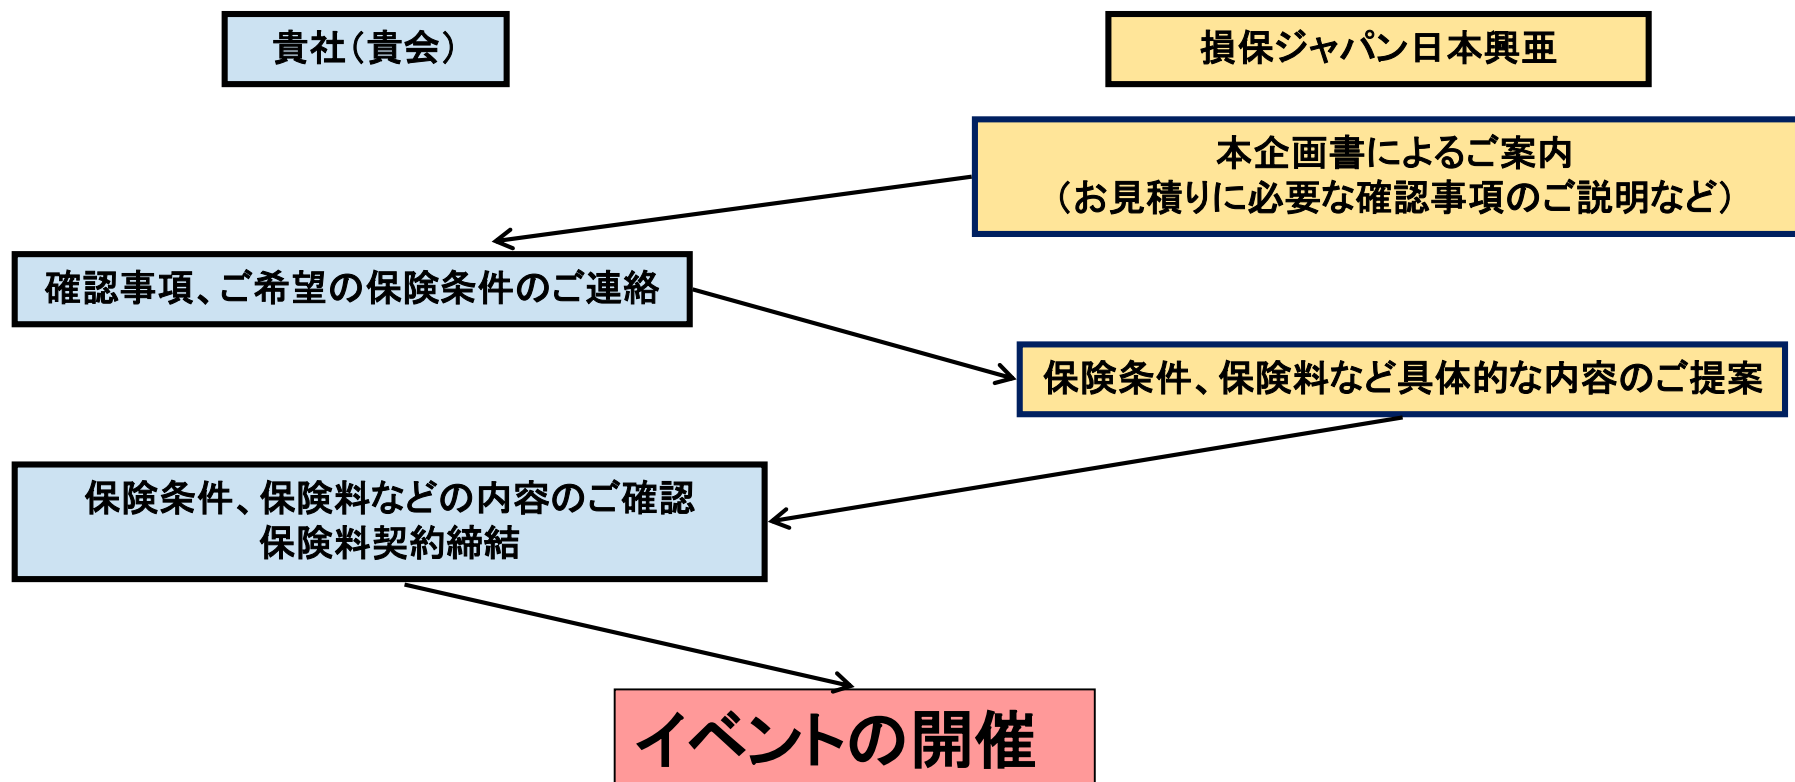 貴社（貴会）
損保ジャパン日本興亜
本企画書によるご案内
（お見積りに必要な確認事項のご説明など）
確認事項、ご希望の保険条件のご連絡
保険条件、保険料など具体的な内容のご提案
保険条件、保険料などの内容のご確認
保険料契約締結
イベントの開催